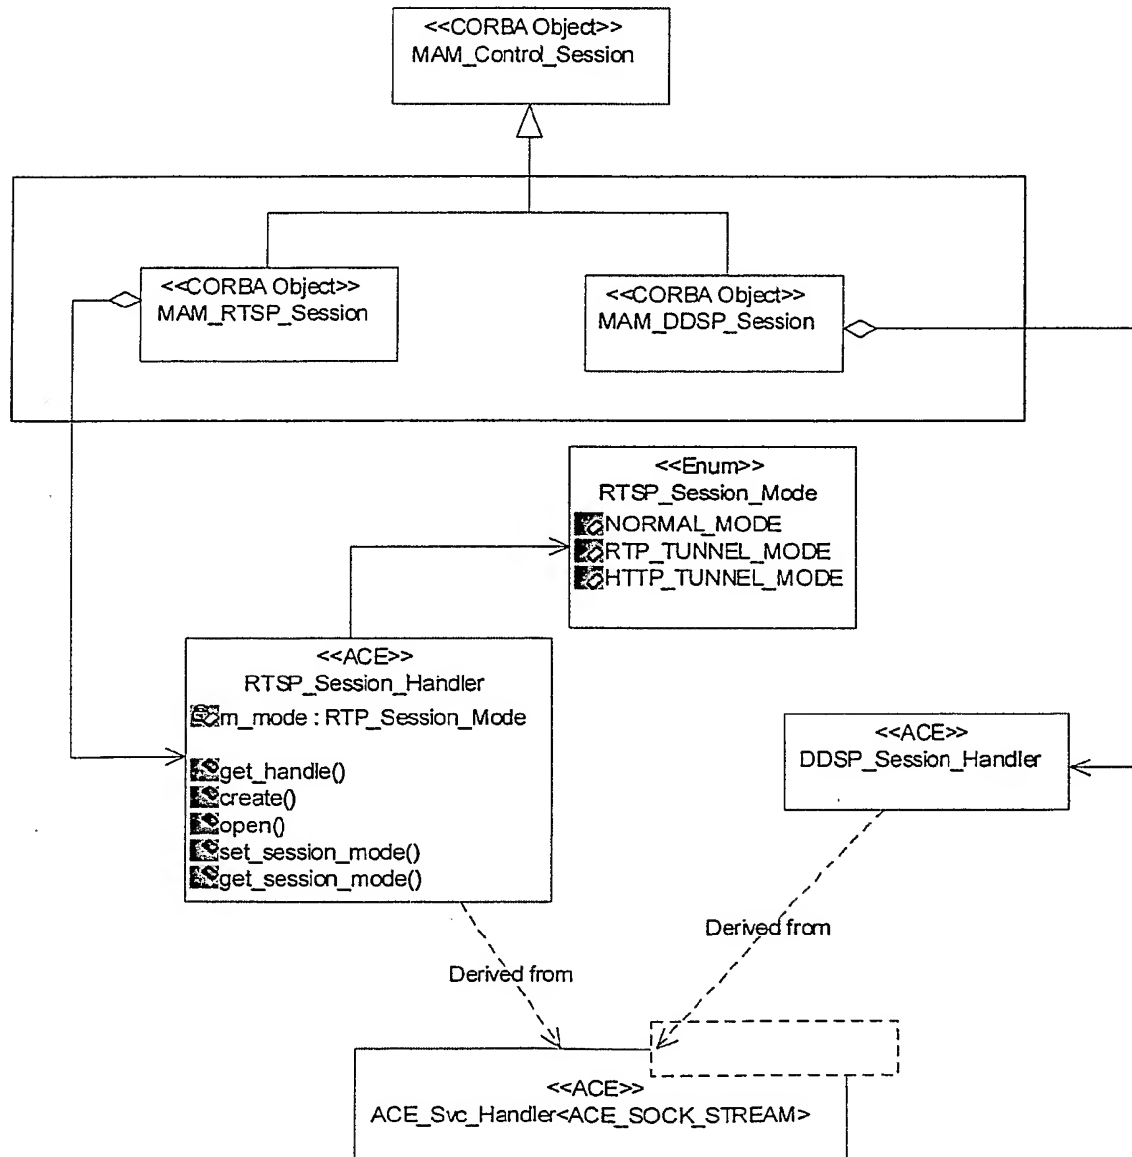 <<CORBA Object>>
MAM_Control_Session
<<CORBA Object>>
MAM_RTSP_Session
<<CORBA Object>>
MAM_DDSP_Session
<<Enum>>
RTSP_Session_Mode
NORMAL_MODE
RTP_TUNNEL_MODE
HTTP_TUNNEL_MODE
<<ACE>>
RTSP_Session_Handler
m_mode : RTP_Session_Mode
get_handle()
create()
open()
set_session_mode()
get_session_mode()
<<ACE>>
DDSP_Session_Handler
Derived from
Derived from
<<ACE>>
ACE_Svc_Handler<ACE_SOCK_STREAM>